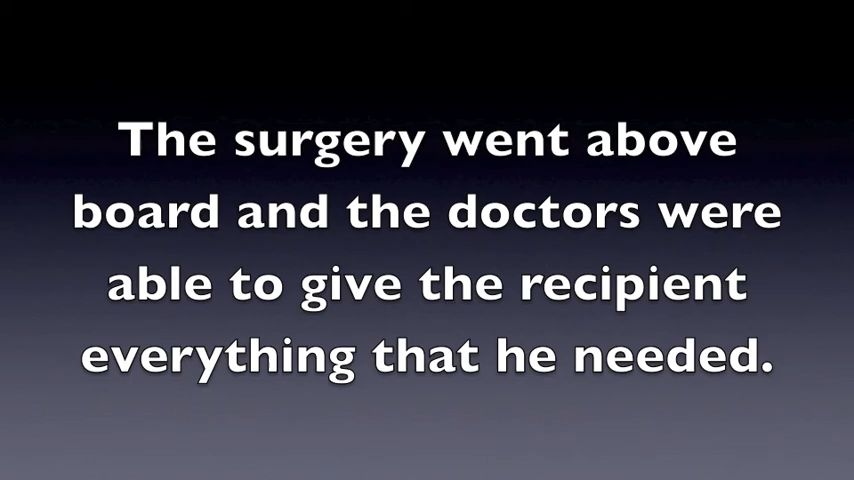 The surgery went above
board and the doctors were
able to give the recipient
everything that he needed.